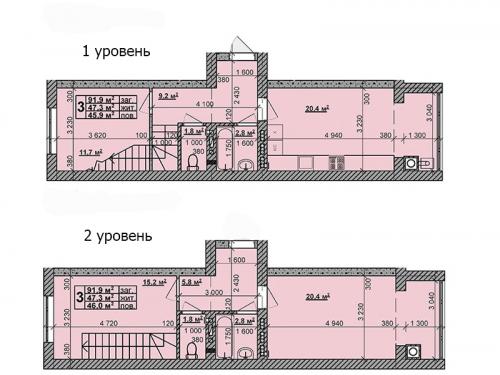 1 уровень
3
91.9 м² заг.
47.3 м² жит
45.9 м² пов.
300
9.2 м²
4 100
380
1 600
2 430
120
300
20.4 м²
3 040
3 230
3 620
120
1.8 м²
1 000
2.8 м²
1 600
1 750
4 940
3 230
380
1 300
11.7 м²
380
1 000
380
380
2 уровень
3
91.9 м² заг.
47.3 м² жит
46.0 м² пов.
300
15.2 м²
5.8 м²
3 000
1 600
2 430
120
300
20.4 м²
3 040
3 230
4 720
120
1.8 м²
1 000
2.8 м²
1 600
1 750
4 940
3 230
380
1 300
380
380
380